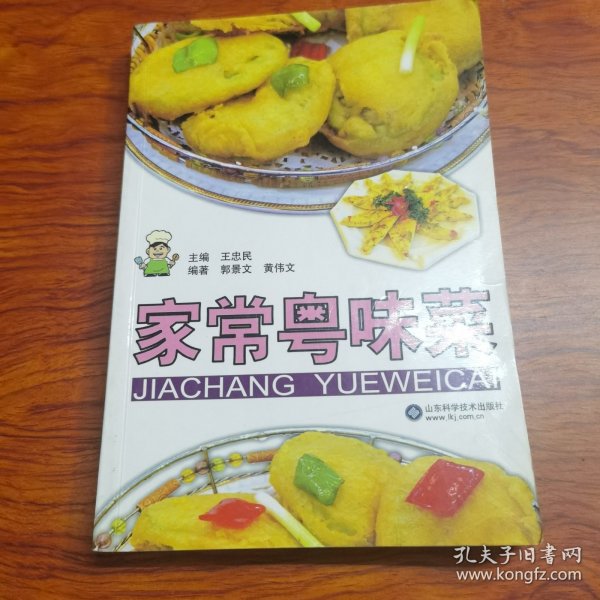 主编 王忠民
编著 郭景文 黄伟文
家常粤味菜
JIACHANG YUEWEICAI
山东科学技术出版社
www.lkj.com.cn
孔夫子旧书网
www.kongfz.com